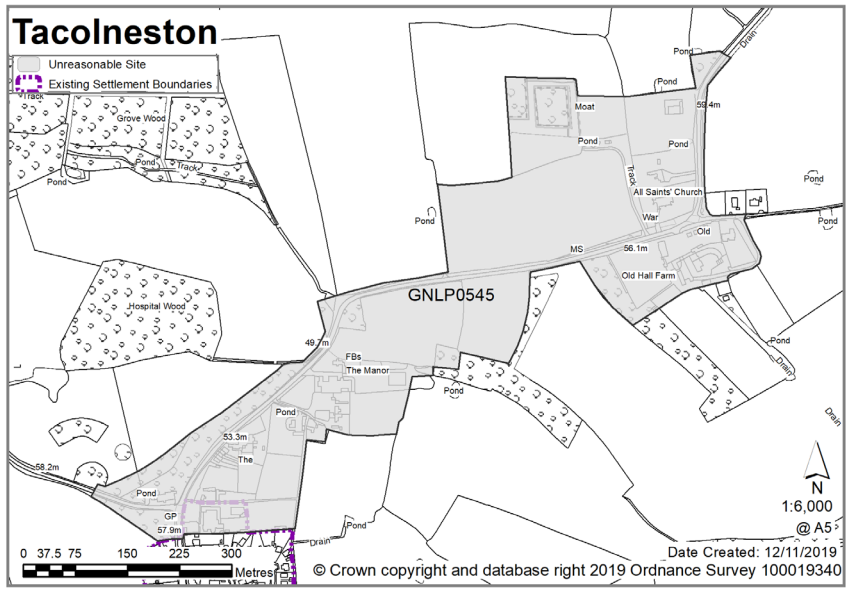 Tacolneston
Unreasonable Site
Existing Settlement Boundaries
Track
Grove Wood
Pond
Track
Pond
Pond
Drain
Pond
59.4m
Moat
Pond
Pond
Track
All Saints' Church
Pond
War
Pond
Pond
Old
MS
56.1m
Old Hall Farm
GNLP0545
Hospital Wood
49.7m
FBs
The Manor
Pond
Pond
Drain
Drain
Pond
53.3m
The
58.2m
Pond
GP
57.9m
Pond
Drain
N
1:6,000
@ A5
0 37.5 75 150 225 300
Metres
Date Created: 12/11/2019
© Crown copyright and database right 2019 Ordnance Survey 100019340